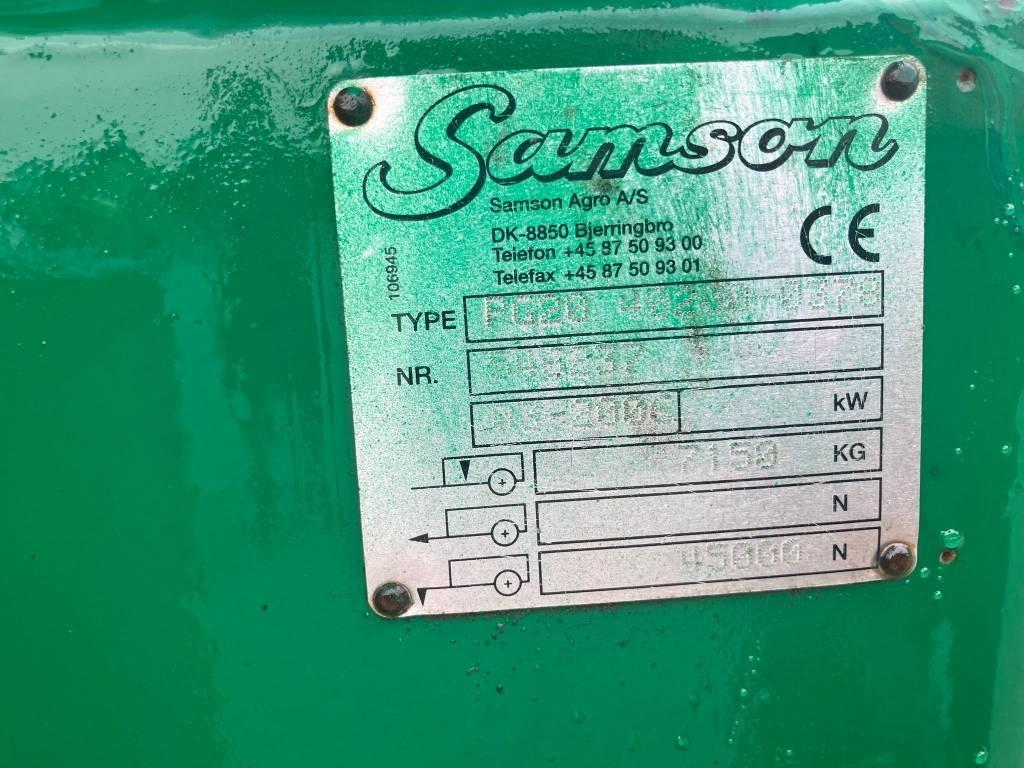 Samson
Samson Agro A/S
DK-8850 Bjerringbro
Telefon +45 87 50 93 00
Telefax +45 87 50 93 01
CE
106945
TYPE PG20
NR.
kW
7150 KG
N
45000 N